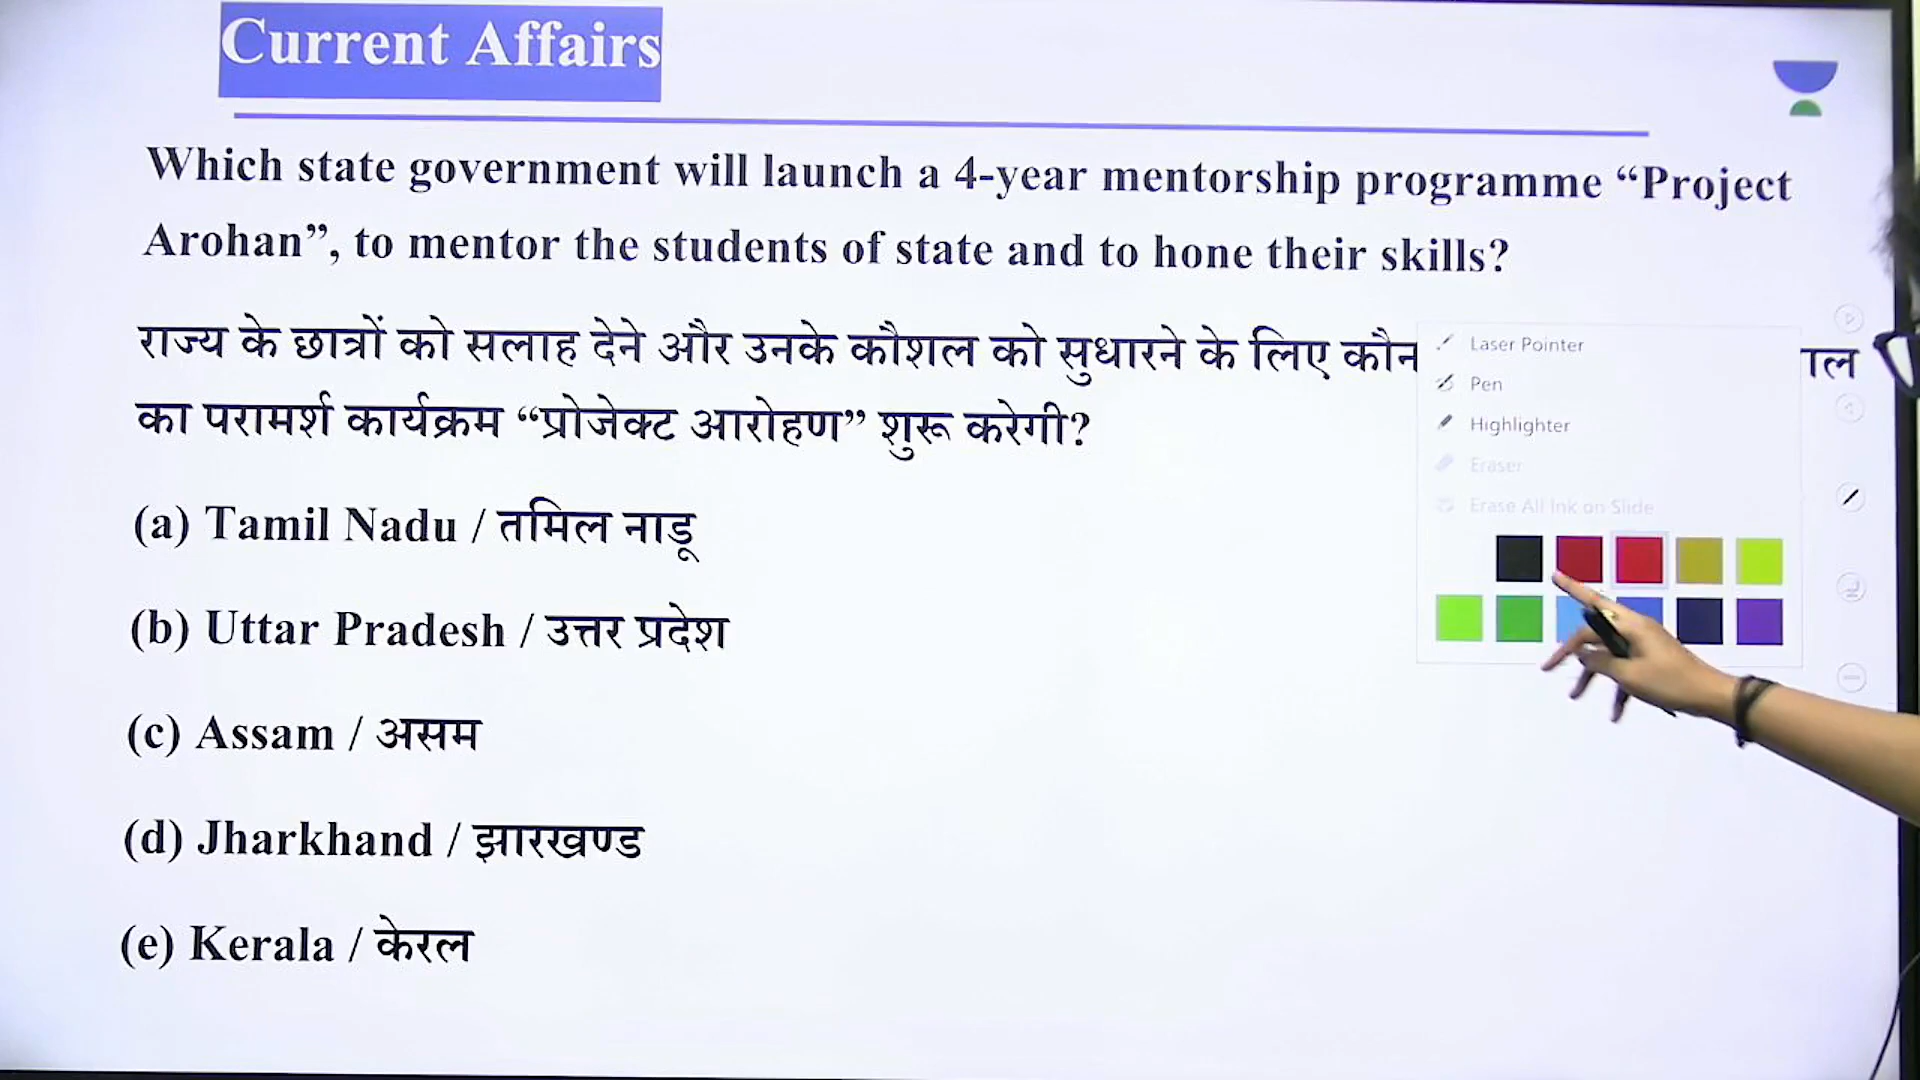 Current Affairs
Which state government will launch a 4-year mentorship programme “Project
Arohan”, to mentor the students of state and to hone their skills?
राज्य के छात्रों को सलाह देने और उनके कौशल को सुधारने के लिए कौन
का परामर्श कार्यक्रम “प्रोजेक्ट आरोहण” शुरू करेगी?
(a) Tamil Nadu / तमिल नाडू
(b) Uttar Pradesh / उत्तर प्रदेश
(c) Assam / असम
(d) Jharkhand / झारखण्ड
(e) Kerala / केरल
Laser Pointer
Pen
Highlighter
Eraser
Erase All Ink on Slide